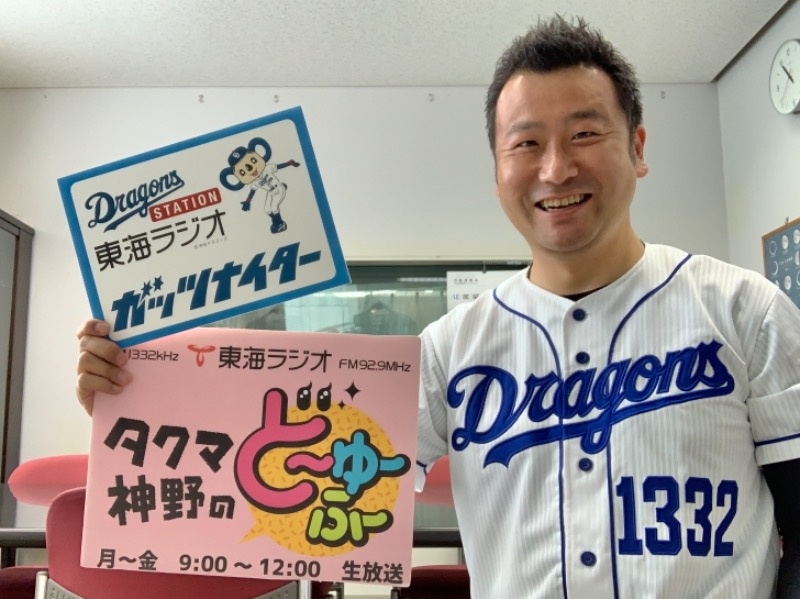 Dragons
STATION
東海ラジオ
ガッツナイター
1332kHz 東海ラジオ FM92.9MHz
タクマ
神野の
ど〜ゆーふー
月〜金 9:00〜12:00 生放送
Dragons
1332